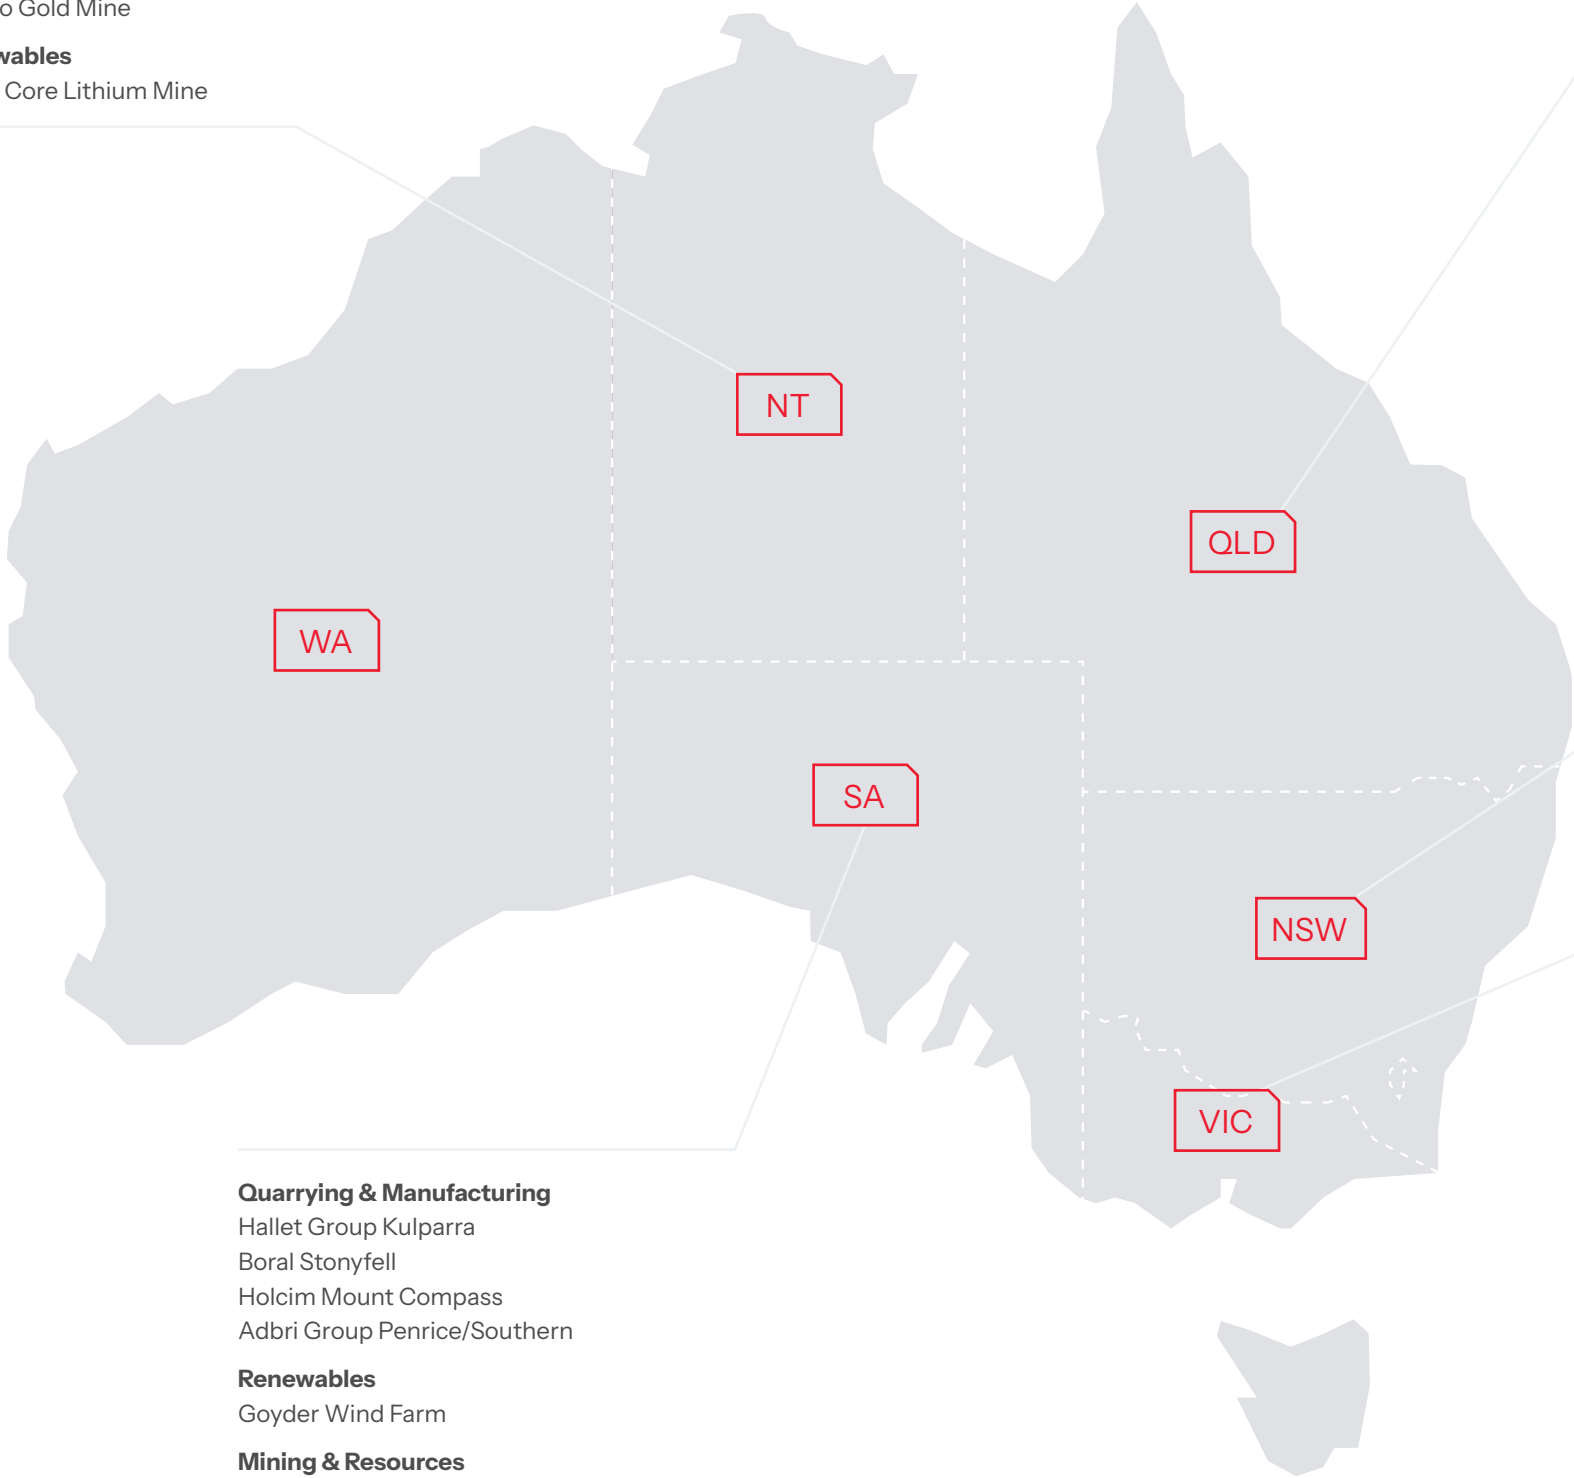 o Gold Mine
wables
Core Lithium Mine
NT
QLD
WA
SA
NSW
VIC
Quarrying & Manufacturing
Hallet Group Kulparra
Boral Stonyfell
Holcim Mount Compass
Adbri Group Penrice/Southern
Renewables
Goyder Wind Farm
Mining & Resources